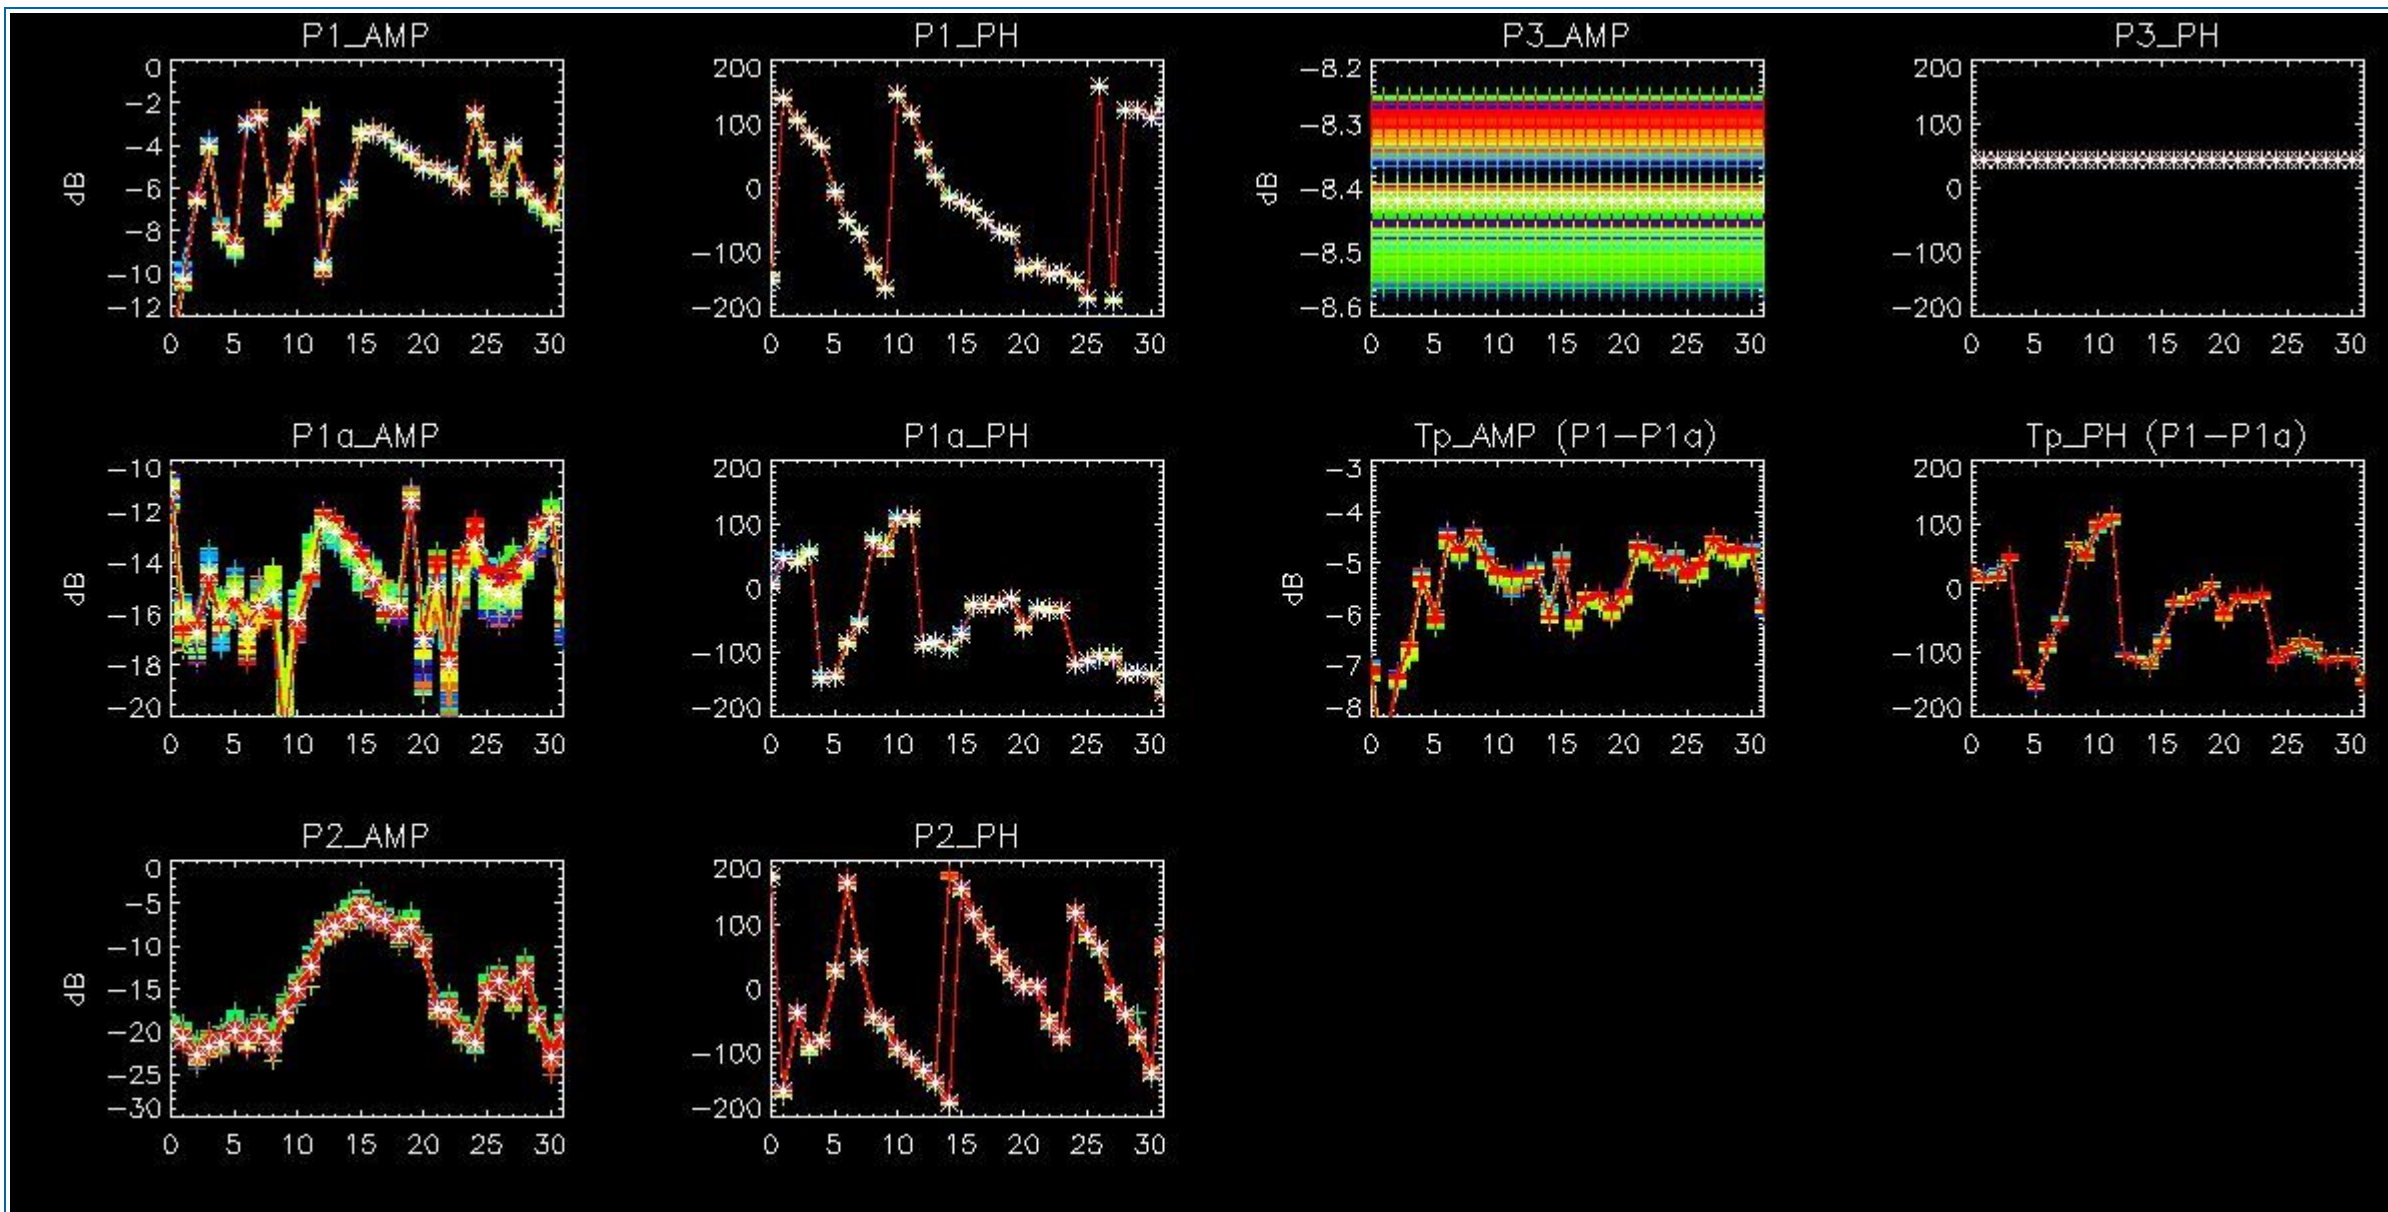 P1_AMP P1_PH P3_AMP P3_PH
0 200 -8.2 200
-2 100 -8.3 100
-4 0 -8.4 0
-6 -100 -8.5 -100
-8 -200 -8.6 -200
-10
-12
dB dB
0 5 10 15 20 25 30 0 5 10 15 20 25 30 0 5 10 15 20 25 30 0 5 10 15 20 25 30
P1a_AMP P1a_PH Tp_AMP (P1-P1a) Tp_PH (P1-P1a)
-10 200 -3 200
-12 100 -4 100
-14 0 -5 0
-16 -100 -6 -100
-18 -200 -7 -200
-20 -8
dB dB
0 5 10 15 20 25 30 0 5 10 15 20 25 30 0 5 10 15 20 25 30 0 5 10 15 20 25 30
P2_AMP P2_PH
0 200
-5 100
-10 0
-15 -100
-20 -200
-25
-30
dB
0 5 10 15 20 25 30 0 5 10 15 20 25 30